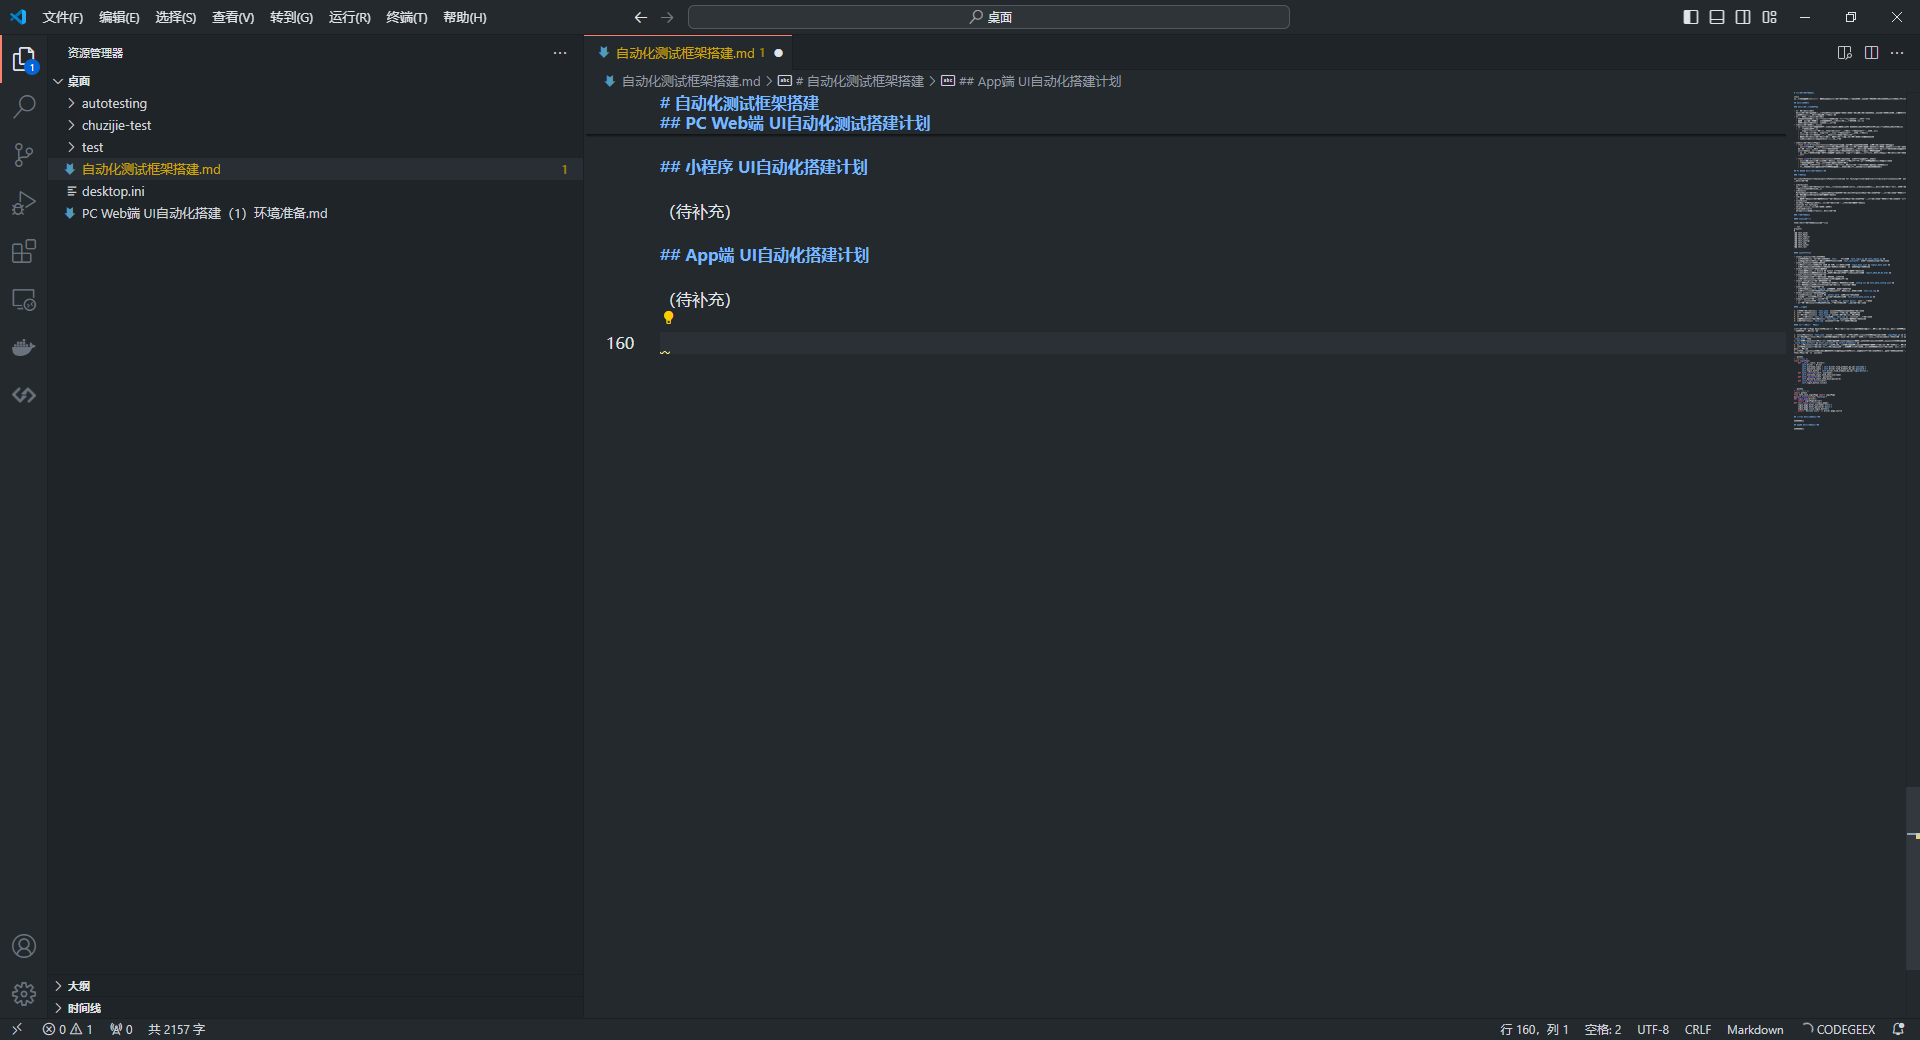 文件(F) 编辑(E) 选择(S) 查看(V) 转到(G) 运行(R) 终端(T) 帮助(H) 桌面
资源管理器
桌面
autotesting
chuzijie-test
test
自动化测试框架搭建.md 1
desktop.ini
PC Web端 UI自动化搭建（1）环境准备.md
大纲
时间线
1
自动化测试框架搭建.md 1
自动化测试框架搭建.md > # 自动化测试框架搭建 > ## App端 UI自动化搭建计划
# 自动化测试框架搭建
## PC Web端 UI自动化测试搭建计划
## 小程序 UI自动化搭建计划
（待补充）
## App端 UI自动化搭建计划
（待补充）
160
0 1 0 共 2157 字 行 160，列 1 空格: 2 UTF-8 CRLF Markdown CODEGEEX